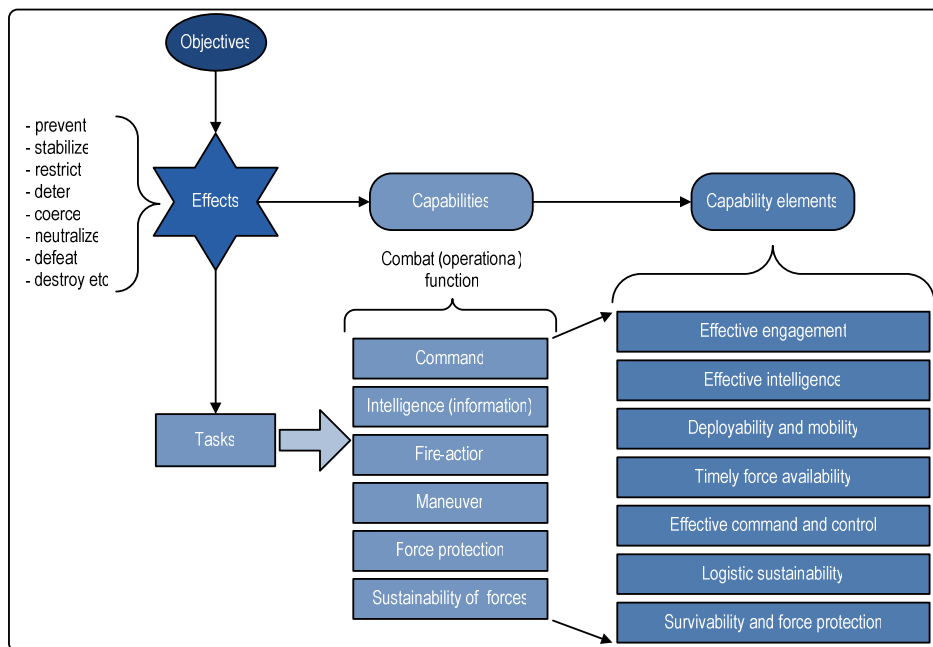 Objectives
- prevent
- stabilize
- restrict
- deter
- coerce
- neutralize
- defeat
- destroy etc
Effects
Capabilities
Capability elements
Combat (operationa)
function
Tasks
Command
Intelligence (information)
Fire-action
Maneuver
Force protection
Sustainability of forces
Effective engagement
Effective intelligence
Deployability and mobility
Timely force availability
Effective command and control
Logistic sustainability
Survivability and force protection